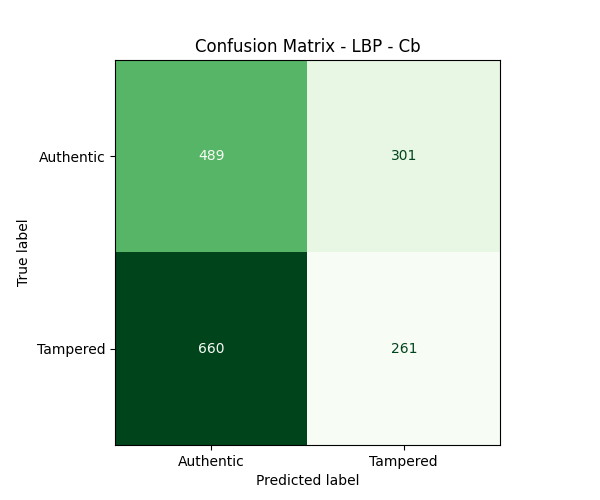 Confusion Matrix - LBP - Cb
Authentic
489
301
True label
Tampered
660
261
Authentic
Tampered
Predicted label